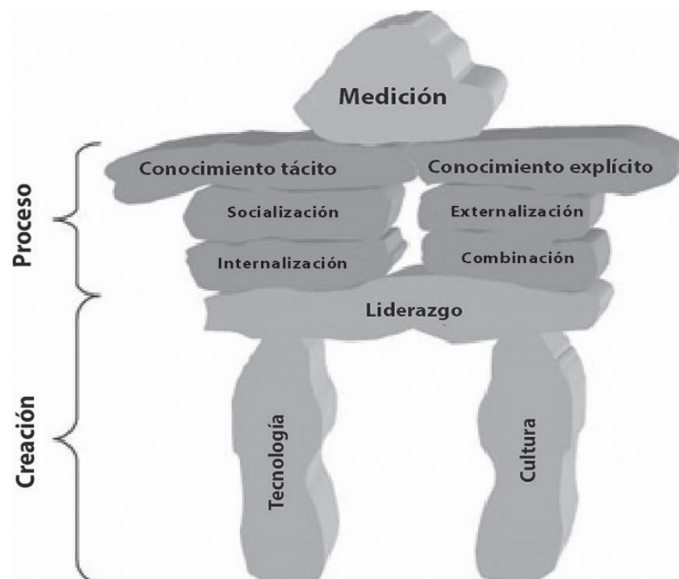 Medición
Conocimiento tácito
Conocimiento explícito
Socialización
Externalización
Internalización
Combinación
Liderazgo
Tecnología
Cultura
Proceso
Creación